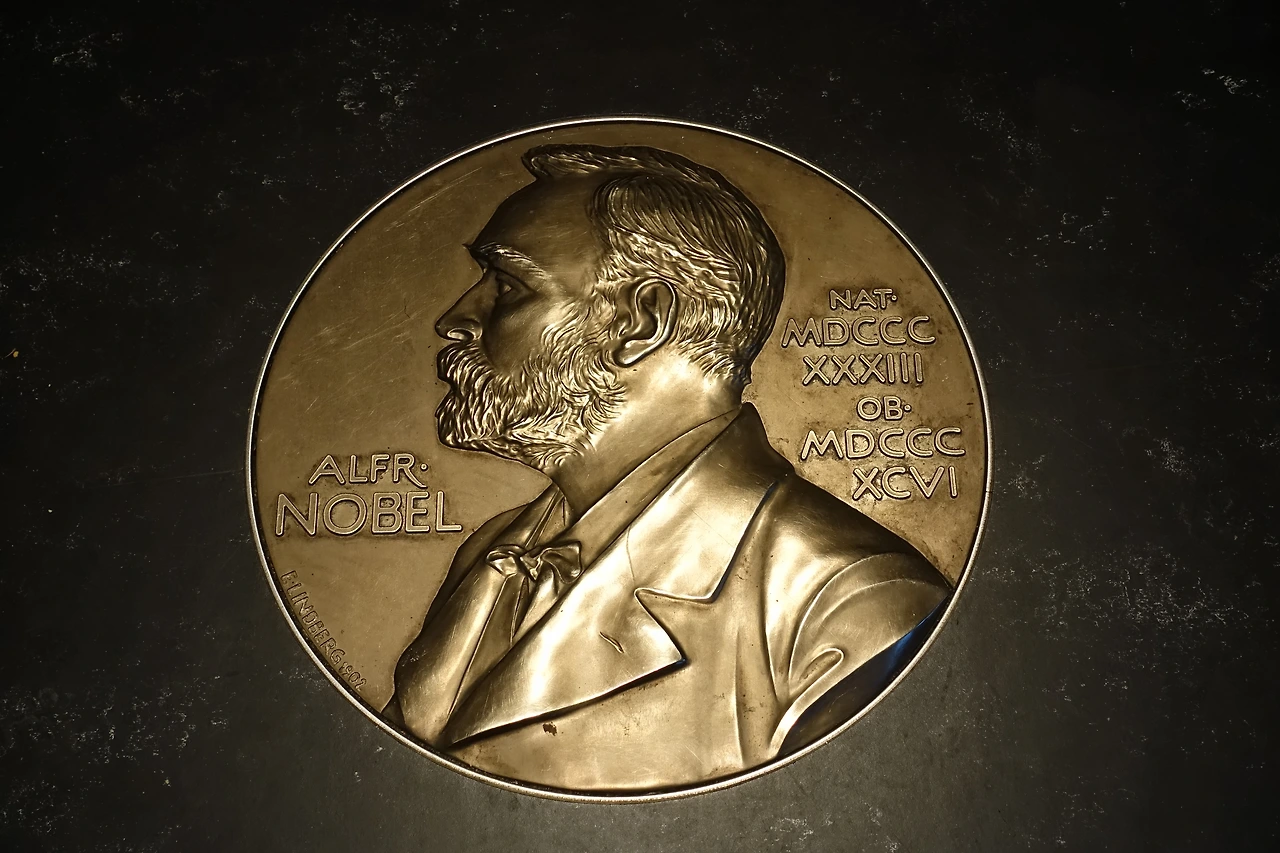 ALFR·
NOBEL
NAT·
MDCCC
XXXIII
OB·
MDCCC
XCVI
E·LINDBERG 1902